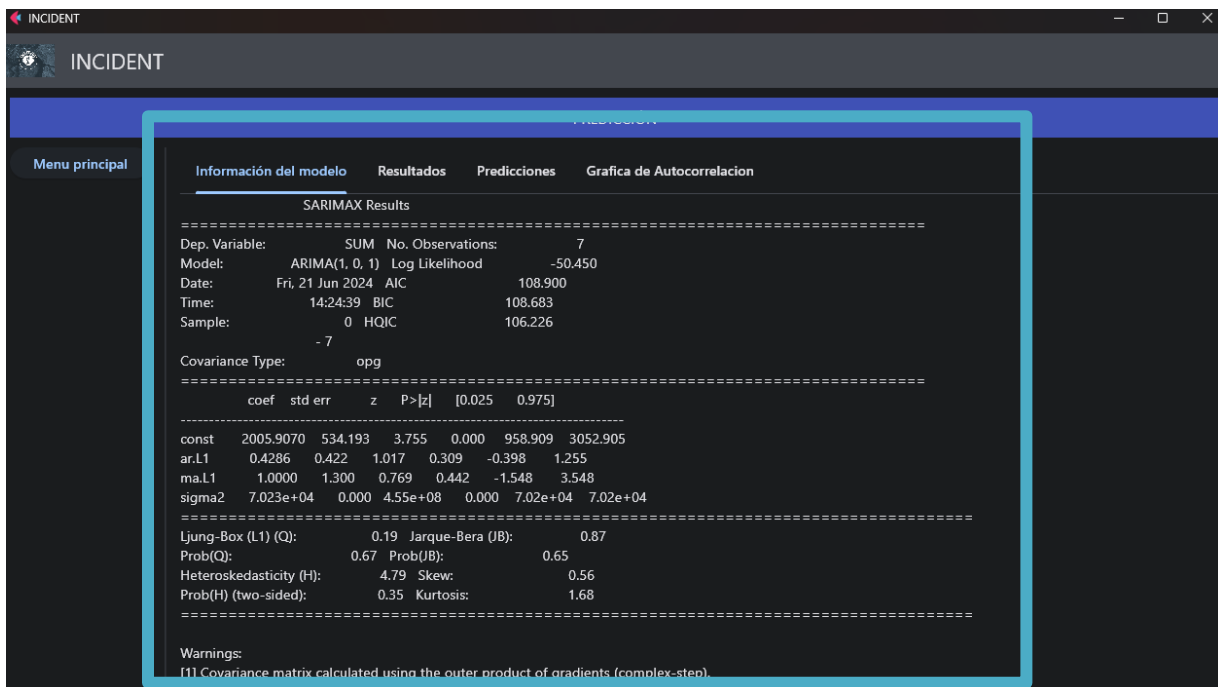 INCIDENT
INCIDENT
Menu principal
Información del modelo Resultados Predicciones Grafica de Autocorrelacion
SARIMAX Results
==============================================================================
Dep. Variable: SUM No. Observations: 7
Model: ARIMA(1, 0, 1) Log Likelihood -50.450
Date: Fri, 21 Jun 2024 AIC 108.900
Time: 14:24:39 BIC 108.683
Sample: 0 HQIC 106.226
- 7
Covariance Type: opg
==============================================================================
coef std err z P>|z| [0.025 0.975]
------------------------------------------------------------------------------
const 2005.9070 534.193 3.755 0.000 958.909 3052.905
ar.L1 0.4286 0.422 1.017 0.309 -0.398 1.255
ma.L1 1.0000 1.300 0.769 0.442 -1.548 3.548
sigma2 7.023e+04 0.000 4.55e+08 0.000 7.02e+04 7.02e+04
===================================================================================
Ljung-Box (L1) (Q): 0.19 Jarque-Bera (JB): 0.87
Prob(Q): 0.67 Prob(JB): 0.65
Heteroskedasticity (H): 4.79 Skew: 0.56
Prob(H) (two-sided): 0.35 Kurtosis: 1.68
===================================================================================
Warnings:
[1] Covariance matrix calculated using the outer product of gradients (complex-step).